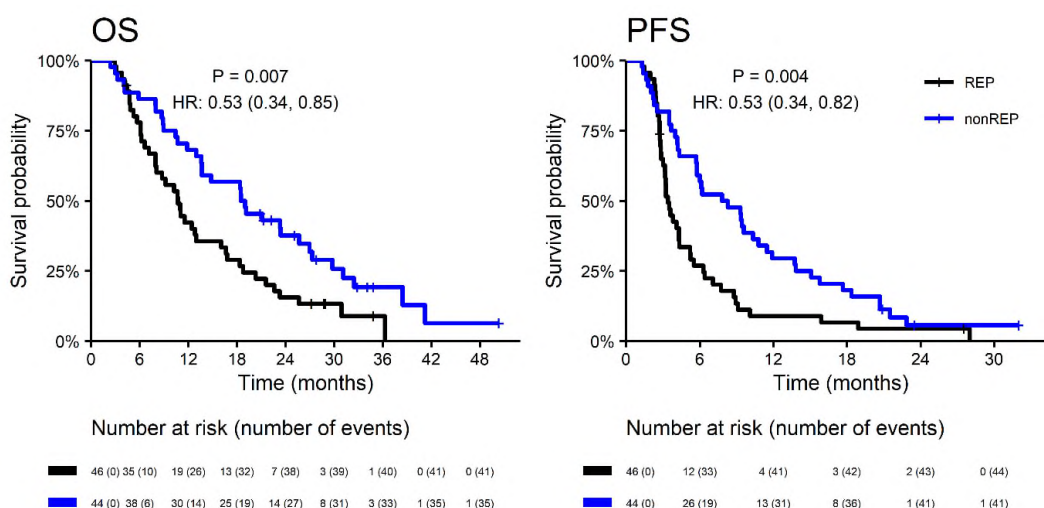 OS
100%
75%
50%
25%
0%
Survival probability
P = 0.007
HR: 0.53 (0.34, 0.85)
0 6 12 18 24 30 36 42 48
Time (months)
Number at risk (number of events)
46 (0) 35 (10) 19 (26) 13 (32) 7 (38) 3 (39) 1 (40) 0 (41) 0 (41)
44 (0) 38 (6) 30 (14) 25 (19) 14 (27) 8 (31) 3 (33) 1 (35) 1 (35)
PFS
100%
75%
50%
25%
0%
Survival probability
P = 0.004
HR: 0.53 (0.34, 0.82)
REP
nonREP
0 6 12 18 24 30
Time (months)
Number at risk (number of events)
46 (0) 12 (33) 4 (41) 3 (42) 2 (43) 0 (44)
44 (0) 26 (19) 13 (31) 8 (36) 1 (41) 1 (41)